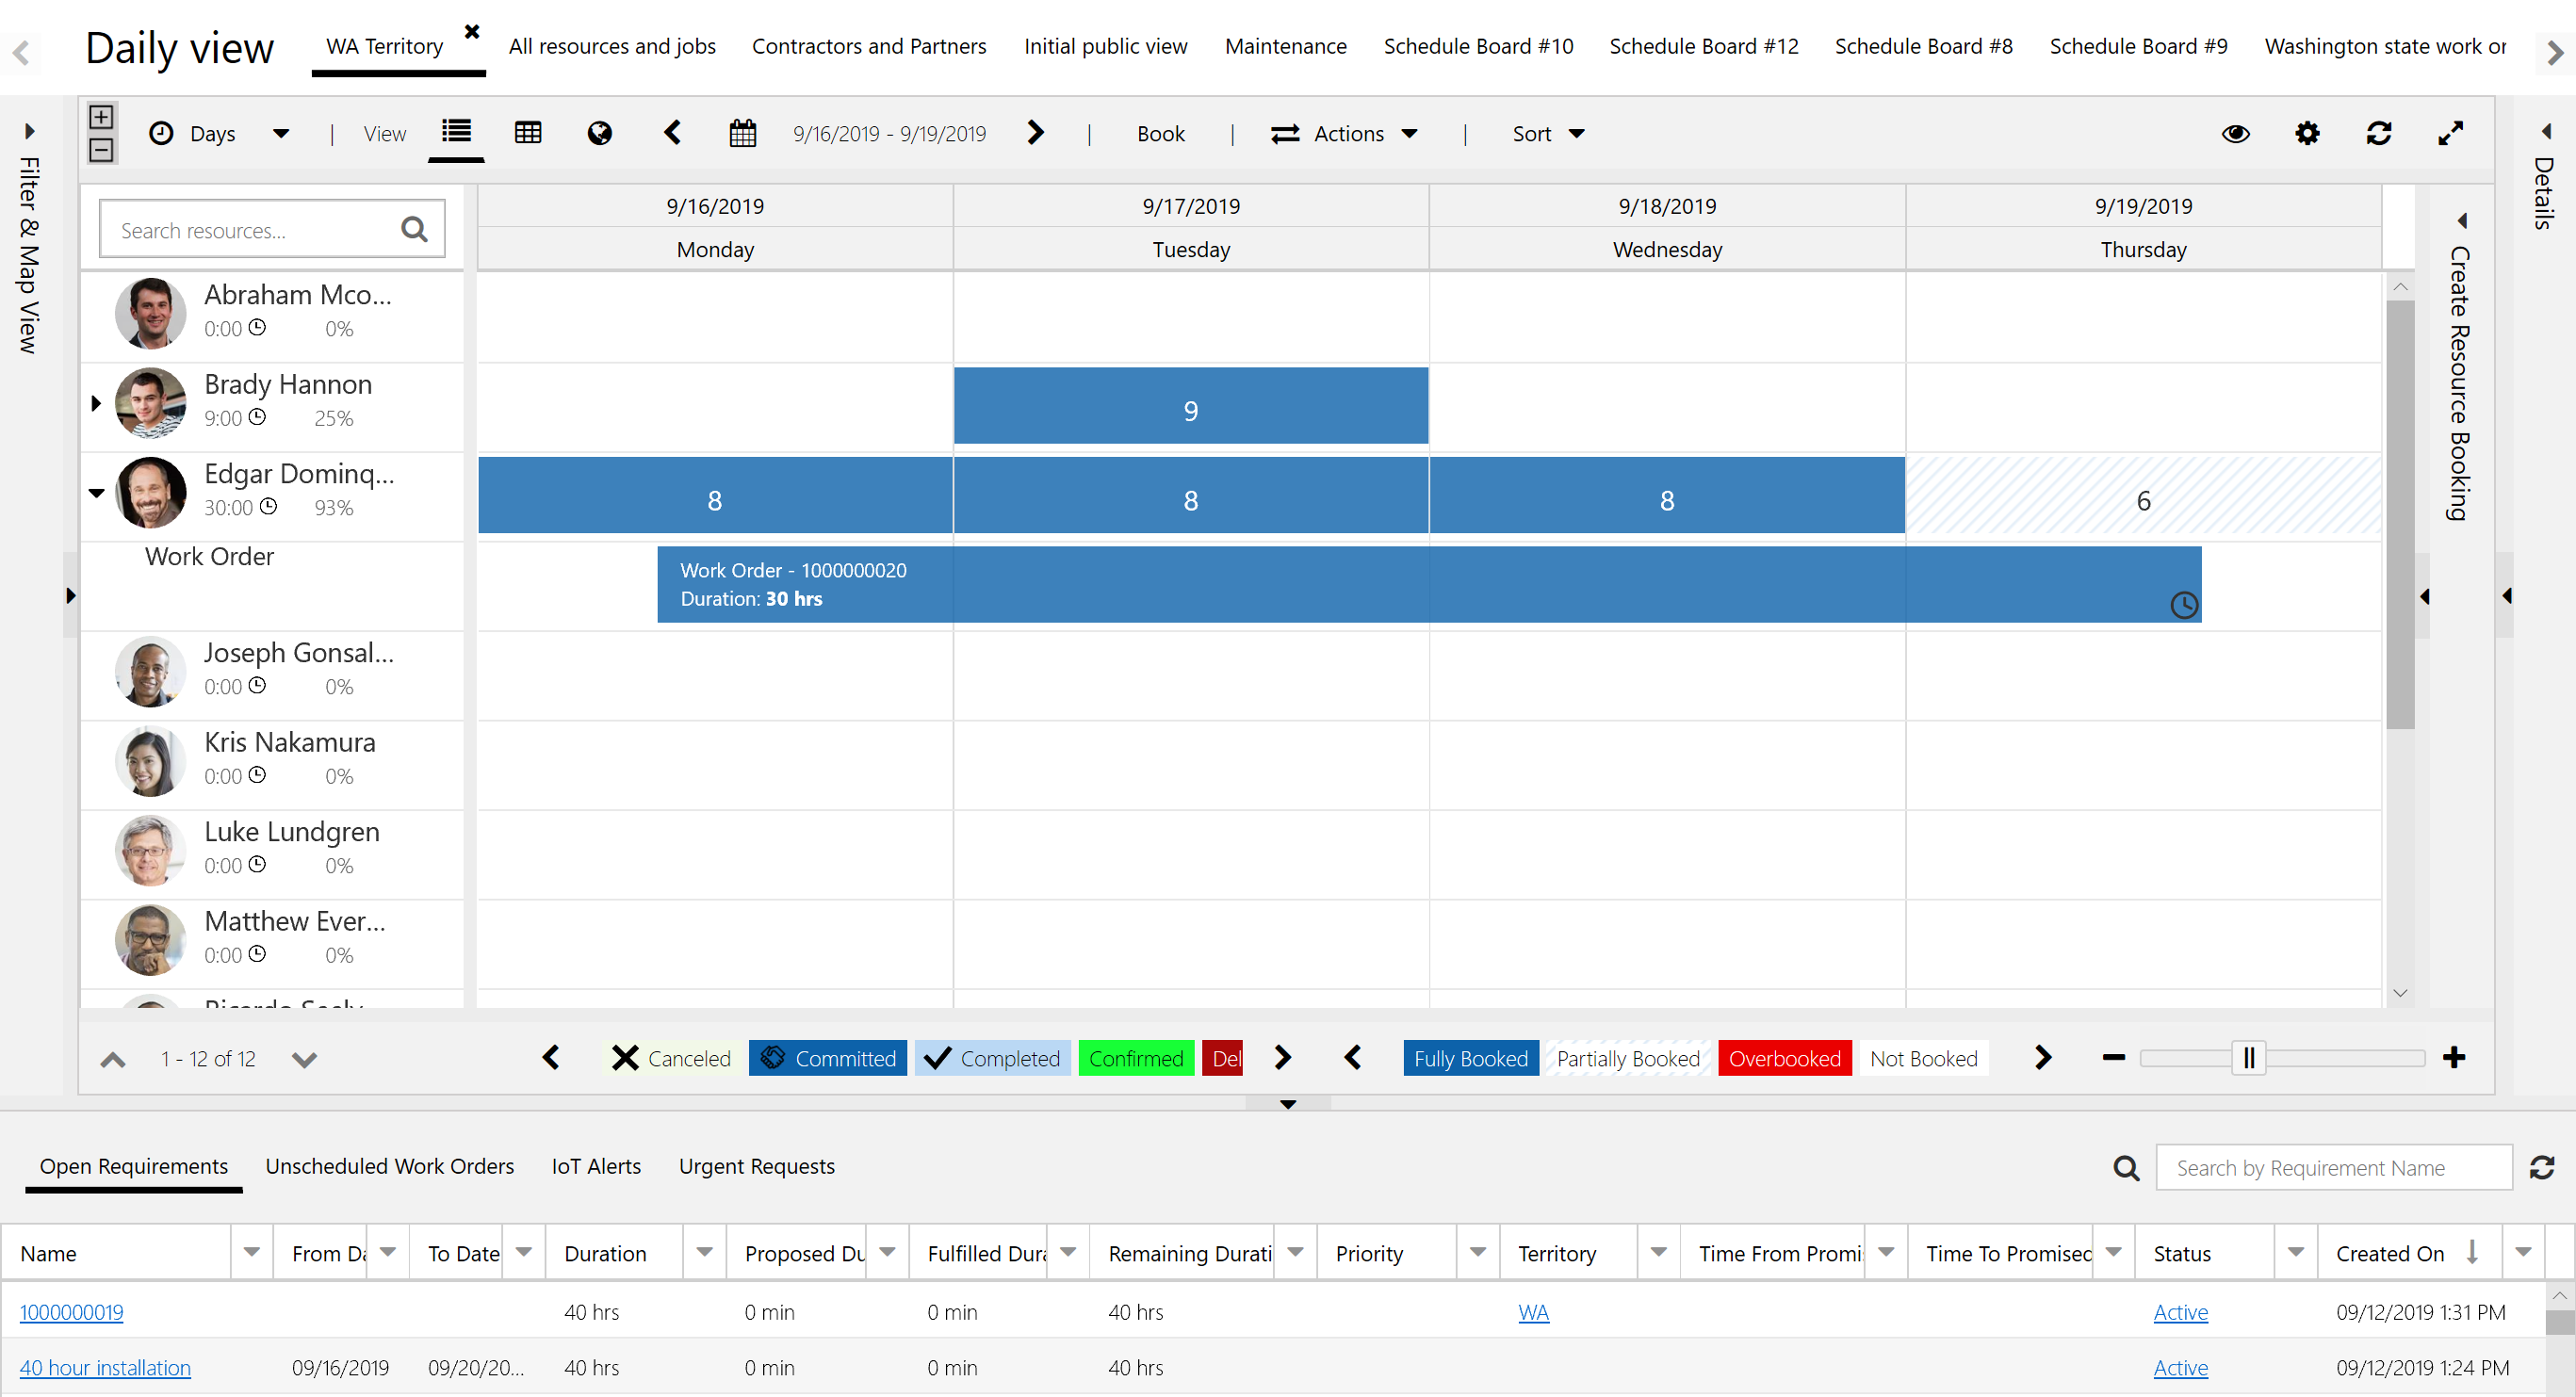 Daily view
WA Territory
All resources and jobs
Contractors and Partners
Initial public view
Maintenance
Schedule Board #10
Schedule Board #12
Schedule Board #8
Schedule Board #9
Washington state work or
Filter & Map View
Days
View
9/16/2019 - 9/19/2019
Book
Actions
Sort
Details
Create Resource Booking
Search resources...
9/16/2019
9/17/2019
9/18/2019
9/19/2019
Monday
Tuesday
Wednesday
Thursday
Abraham Mco...
0:00 0%
Brady Hannon
9:00 25%
9
Edgar Dominq...
30:00 93%
8
8
8
6
Work Order
Work Order - 1000000020
Duration: 30 hrs
Joseph Gonsal...
0:00 0%
Kris Nakamura
0:00 0%
Luke Lundgren
0:00 0%
Matthew Ever...
0:00 0%
Ricardo Seely
1 - 12 of 12
Canceled
Committed
Completed
Confirmed
Del
Fully Booked
Partially Booked
Overbooked
Not Booked
Open Requirements
Unscheduled Work Orders
IoT Alerts
Urgent Requests
Search by Requirement Name
Name
From Da
To Date
Duration
Proposed Du
Fulfilled Dura
Remaining Durati
Priority
Territory
Time From Promi
Time To Promised
Status
Created On
1000000019 40 hrs 0 min 0 min 40 hrs WA Active 09/12/2019 1:31 PM
40 hour installation 09/16/2019 09/20/20... 40 hrs 0 min 0 min 40 hrs Active 09/12/2019 1:24 PM